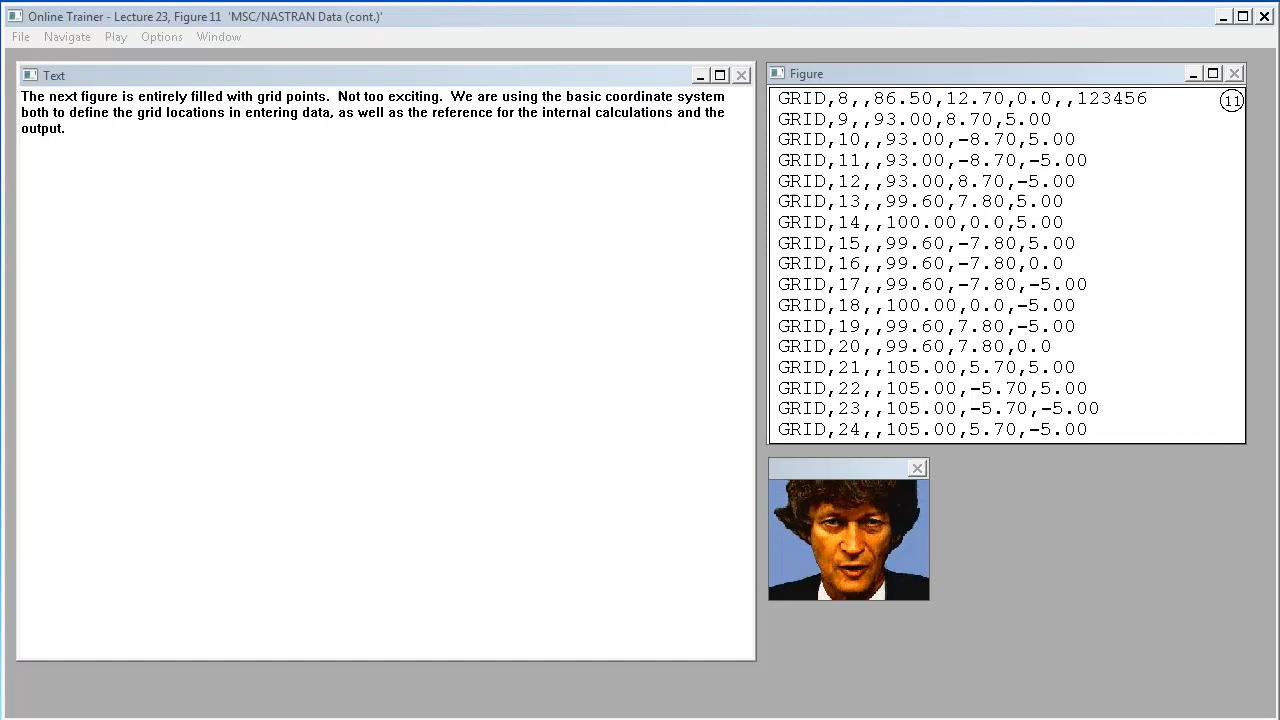 Online Trainer - Lecture 23, Figure 11 'MSC/NASTRAN Data (cont.)'
File Navigate Play Options Window
Text
The next figure is entirely filled with grid points. Not too exciting. We are using the basic coordinate system
both to define the grid locations in entering data, as well as the reference for the internal calculations and the
output.
Figure
11
GRID,8,,86.50,12.70,0.0,,123456
GRID,9,,93.00,8.70,5.00
GRID,10,,93.00,-8.70,5.00
GRID,11,,93.00,-8.70,-5.00
GRID,12,,93.00,8.70,-5.00
GRID,13,,99.60,7.80,5.00
GRID,14,,100.00,0.0,5.00
GRID,15,,99.60,-7.80,5.00
GRID,16,,99.60,-7.80,0.0
GRID,17,,99.60,-7.80,-5.00
GRID,18,,100.00,0.0,-5.00
GRID,19,,99.60,7.80,-5.00
GRID,20,,99.60,7.80,0.0
GRID,21,,105.00,5.70,5.00
GRID,22,,105.00,-5.70,5.00
GRID,23,,105.00,-5.70,-5.00
GRID,24,,105.00,5.70,-5.00